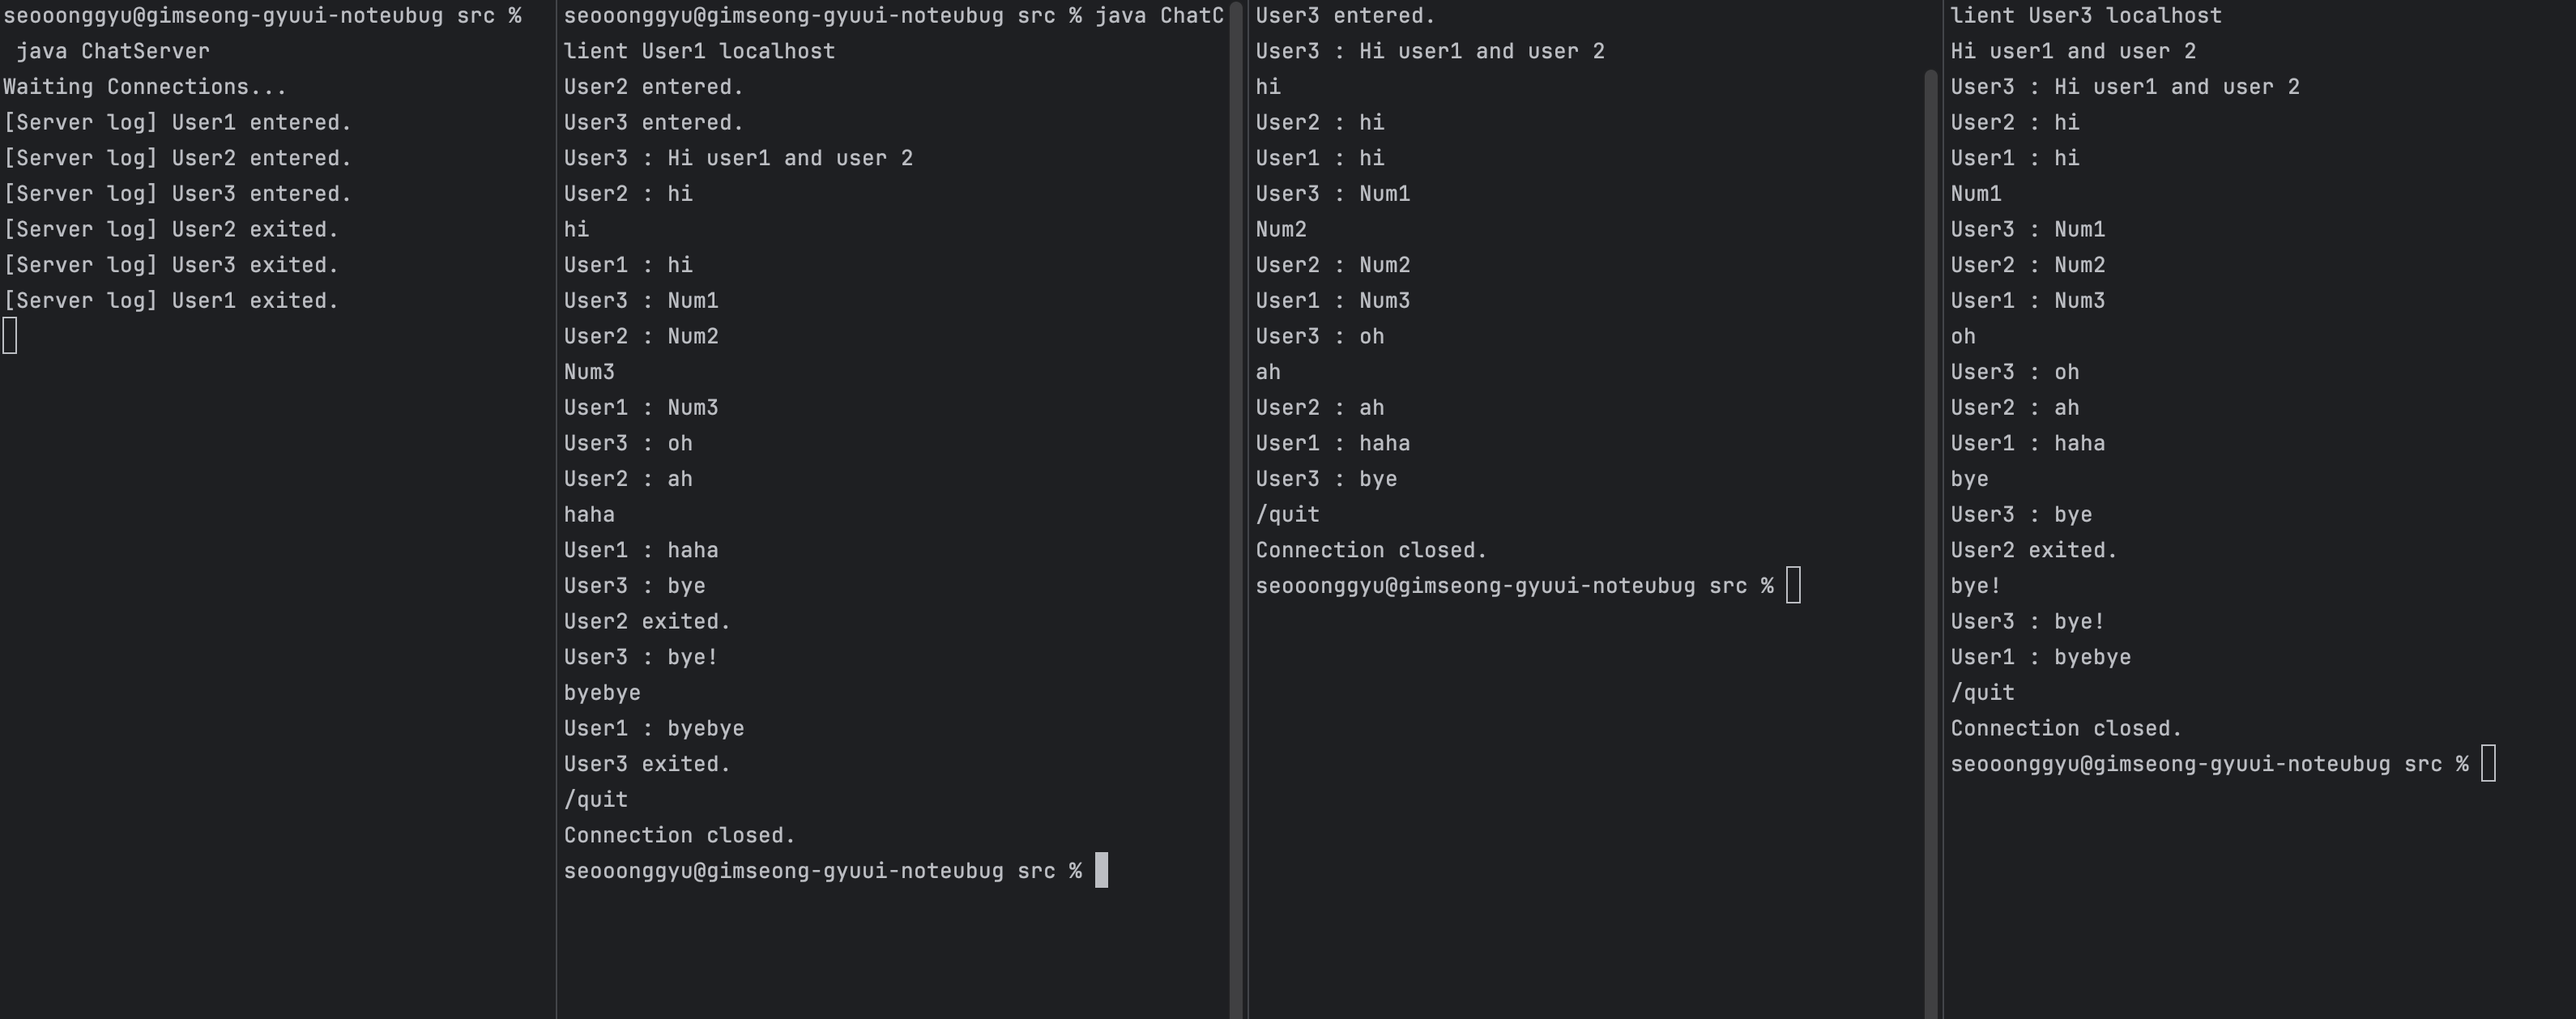 seooonggyu@gimseong-gyuui-noteubug src %
 java ChatServer
Waiting Connections...
[Server log] User1 entered.
[Server log] User2 entered.
[Server log] User3 entered.
[Server log] User2 exited.
[Server log] User3 exited.
[Server log] User1 exited.
seooonggyu@gimseong-gyuui-noteubug src % java ChatC
lient User1 localhost
User2 entered.
User3 entered.
User3 : Hi user1 and user 2
User2 : hi
hi
User1 : hi
User3 : Num1
User2 : Num2
Num3
User1 : Num3
User3 : oh
User2 : ah
haha
User1 : haha
User3 : bye
User2 exited.
User3 : bye!
byebye
User1 : byebye
User3 exited.
/quit
Connection closed.
seooonggyu@gimseong-gyuui-noteubug src %
User3 entered.
User3 : Hi user1 and user 2
hi
User2 : hi
User1 : hi
User3 : Num1
Num2
User2 : Num2
User1 : Num3
User3 : oh
ah
User2 : ah
User1 : haha
User3 : bye
/quit
Connection closed.
seooonggyu@gimseong-gyuui-noteubug src %
lient User3 localhost
Hi user1 and user 2
User3 : Hi user1 and user 2
User2 : hi
User1 : hi
Num1
User3 : Num1
User2 : Num2
User1 : Num3
oh
User3 : oh
User2 : ah
User1 : haha
bye
User3 : bye
User2 exited.
bye!
User3 : bye!
User1 : byebye
/quit
Connection closed.
seooonggyu@gimseong-gyuui-noteubug src %